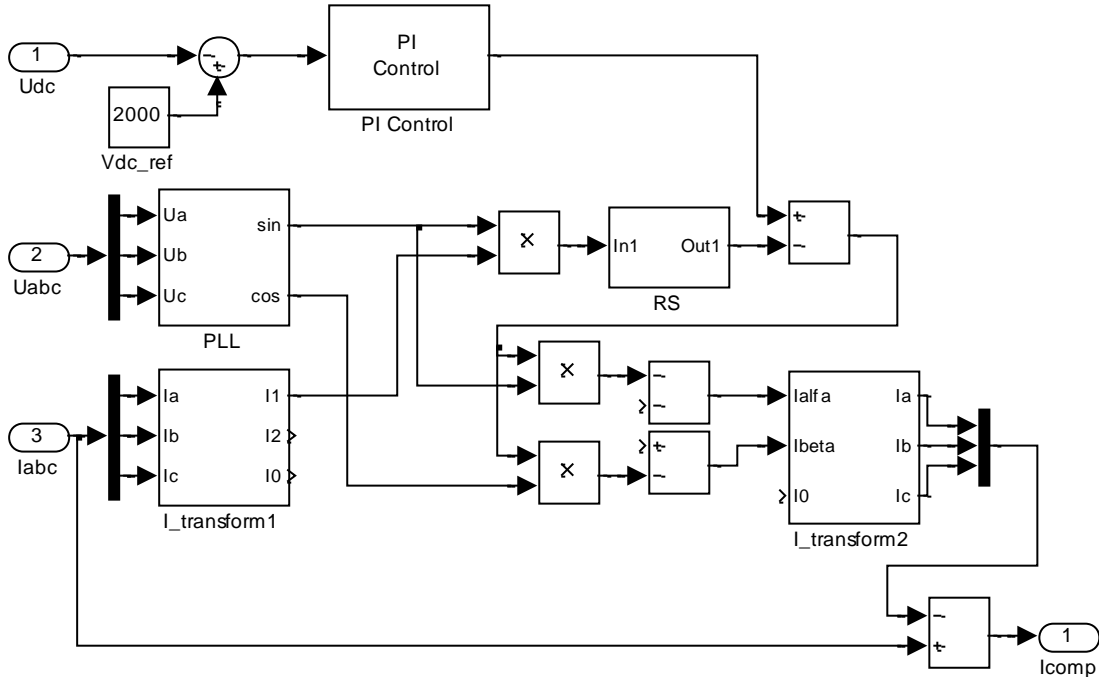 1
Udc
2000
Vdc_ref
PI
Control
PI Control
2
Uabc
Ua
Ub
Uc
sin
cos
PLL
×
In1
Out1
RS
3
Iabc
Ia
Ib
Ic
I1
I2
I0
I_transform1
×
×
Ialfa
Ibeta
I0
Ia
Ib
Ic
I_transform2
1
Icomp